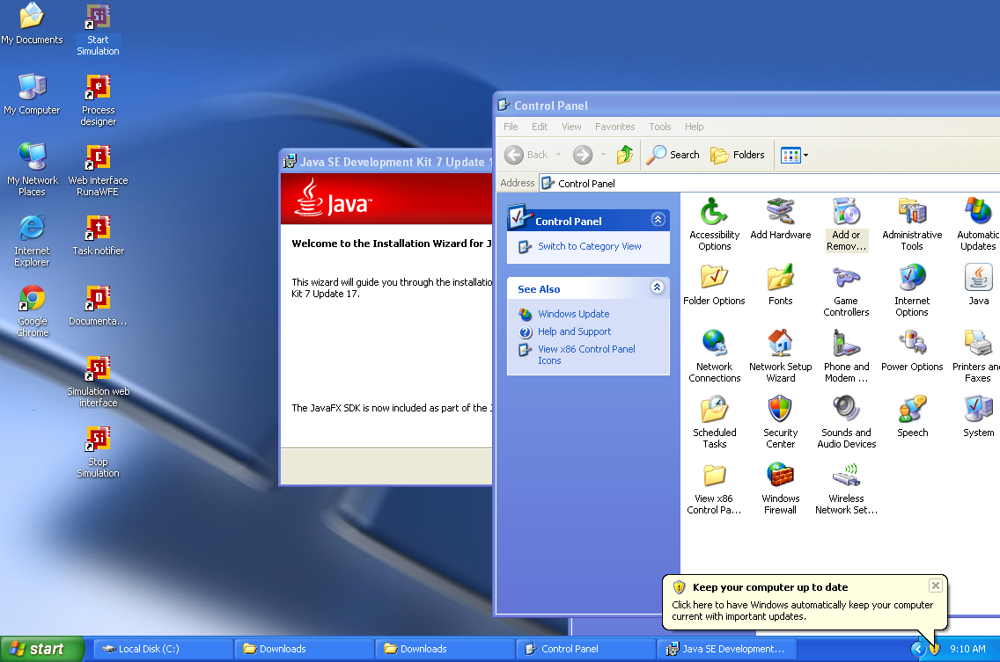 My Documents
Start
Simulation
My Computer
Process
designer
My Network
Places
Web interface
RunaWFE
Internet
Explorer
Task notifier
Google
Chrome
Documenta...
Simulation web
interface
Stop
Simulation
Java SE Development Kit 7 Update 1
Java™
Welcome to the Installation Wizard for J
This wizard will guide you through the installatio
Kit 7 Update 17.
The JavaFX SDK is now included as part of the J
Control Panel
File Edit View Favorites Tools Help
Back Search Folders
Address Control Panel
Control Panel
Switch to Category View
See Also
Windows Update
Help and Support
View x86 Control Panel
Icons
Accessibility
Options
Add Hardware
Add or
Remov...
Administrative
Tools
Automatic
Updates
Folder Options
Fonts
Game
Controllers
Internet
Options
Java
Network
Connections
Network Setup
Wizard
Phone and
Modem ...
Power Options
Printers and
Faxes
Scheduled
Tasks
Security
Center
Sounds and
Audio Devices
Speech
System
View x86
Control Pa...
Windows
Firewall
Wireless
Network Set...
Keep your computer up to date
Click here to have Windows automatically keep your computer
current with important updates.
start Local Disk (C:) Downloads Downloads Control Panel Java SE Development... 9:10 AM